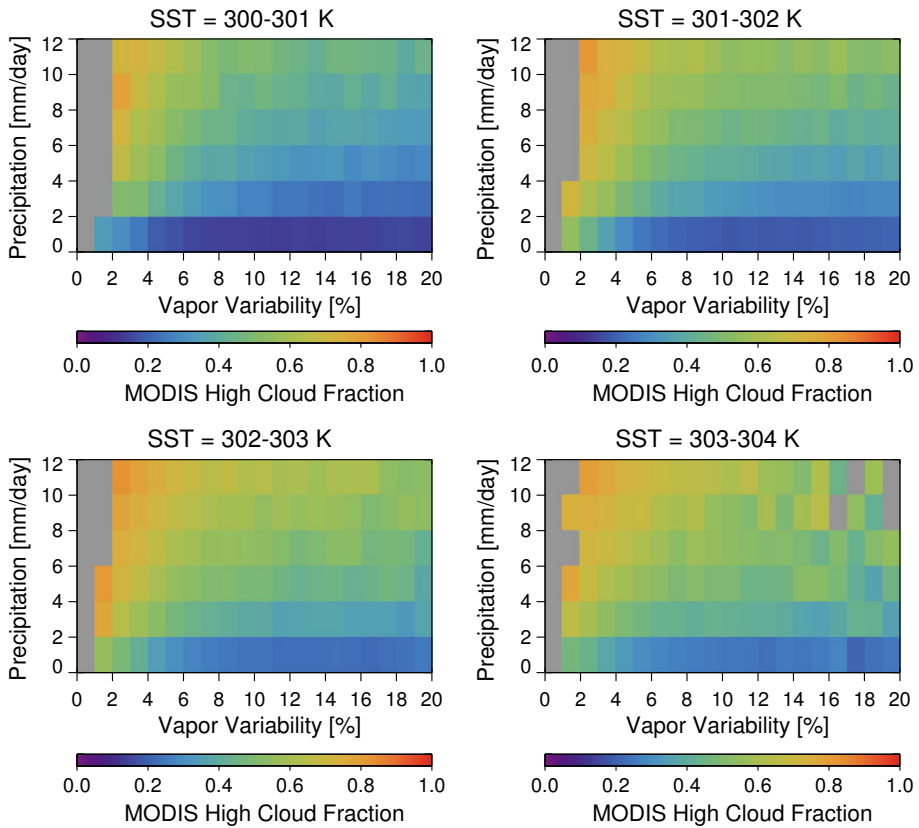 SST = 300-301 K
Precipitation [mm/day]
12
10
8
6
4
2
0
0 2 4 6 8 10 12 14 16 18 20
Vapor Variability [%]
0.0 0.2 0.4 0.6 0.8 1.0
MODIS High Cloud Fraction
SST = 301-302 K
Precipitation [mm/day]
12
10
8
6
4
2
0
0 2 4 6 8 10 12 14 16 18 20
Vapor Variability [%]
0.0 0.2 0.4 0.6 0.8 1.0
MODIS High Cloud Fraction
SST = 302-303 K
Precipitation [mm/day]
12
10
8
6
4
2
0
0 2 4 6 8 10 12 14 16 18 20
Vapor Variability [%]
0.0 0.2 0.4 0.6 0.8 1.0
MODIS High Cloud Fraction
SST = 303-304 K
Precipitation [mm/day]
12
10
8
6
4
2
0
0 2 4 6 8 10 12 14 16 18 20
Vapor Variability [%]
0.0 0.2 0.4 0.6 0.8 1.0
MODIS High Cloud Fraction